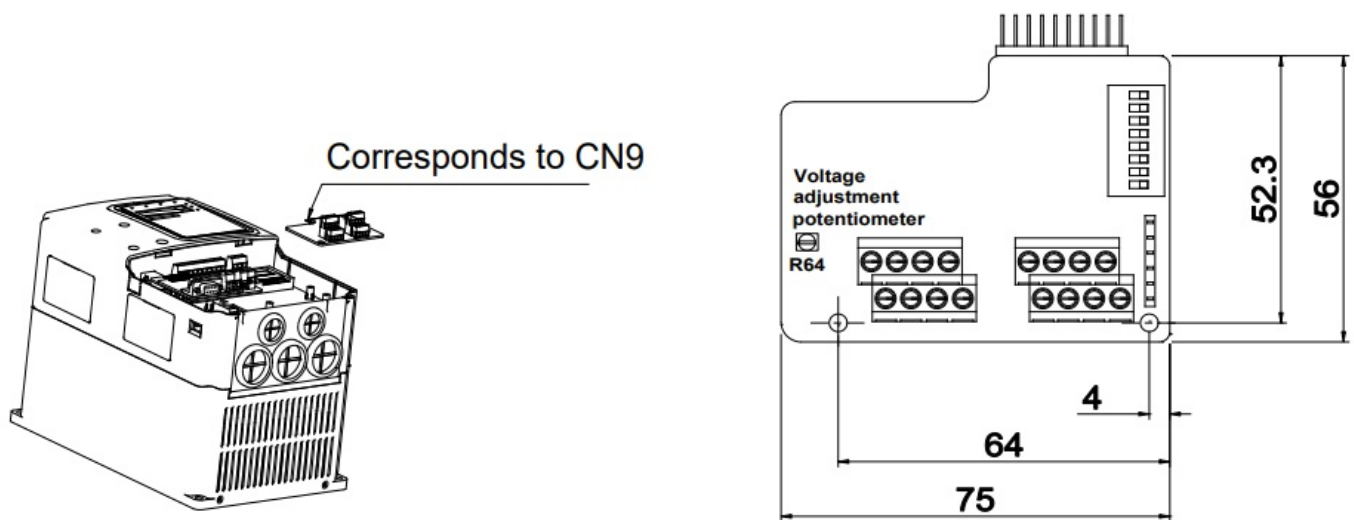 Corresponds to CN9
Voltage
adjustment
potentiometer
R64
52.3
56
4
64
75